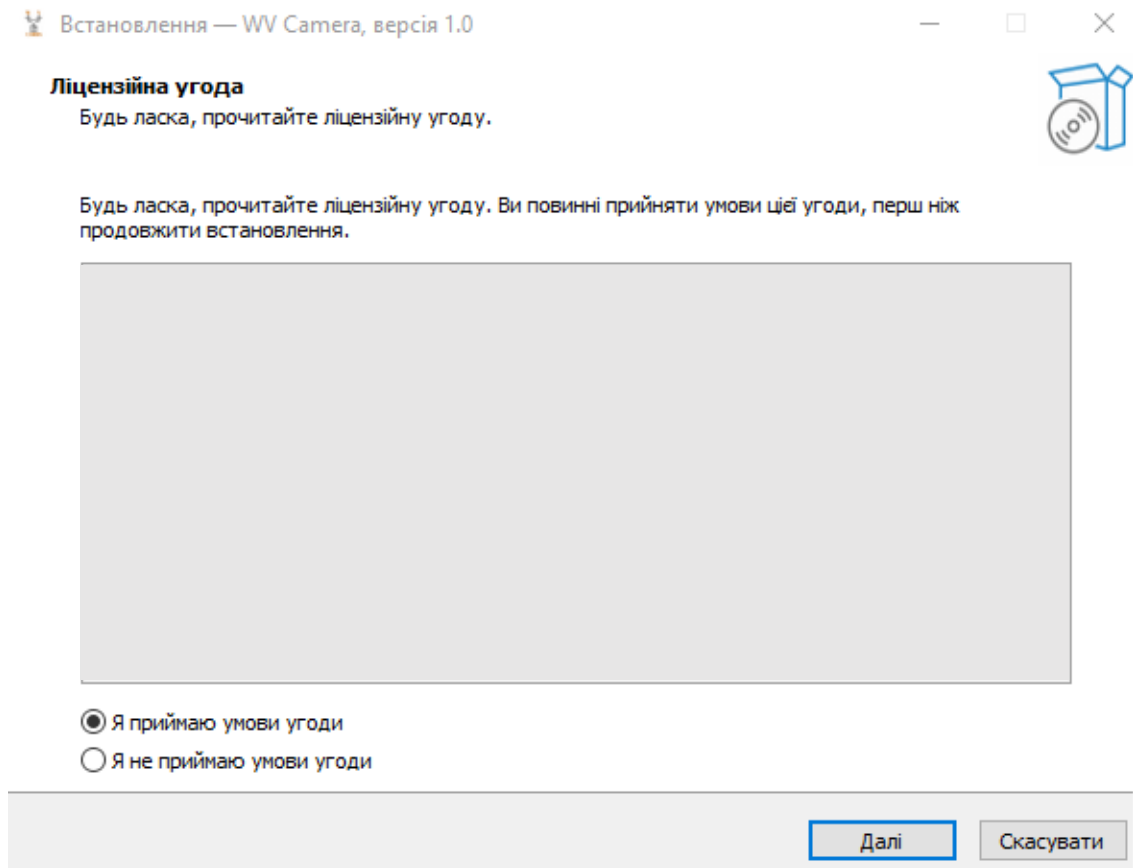 Встановлення — WV Camera, версія 1.0
Ліцензійна угода
Будь ласка, прочитайте ліцензійну угоду.
Будь ласка, прочитайте ліцензійну угоду. Ви повинні прийняти умови цієї угоди, перш ніж
продовжити встановлення.
Я приймаю умови угоди
Я не приймаю умови угоди
Далі
Скасувати